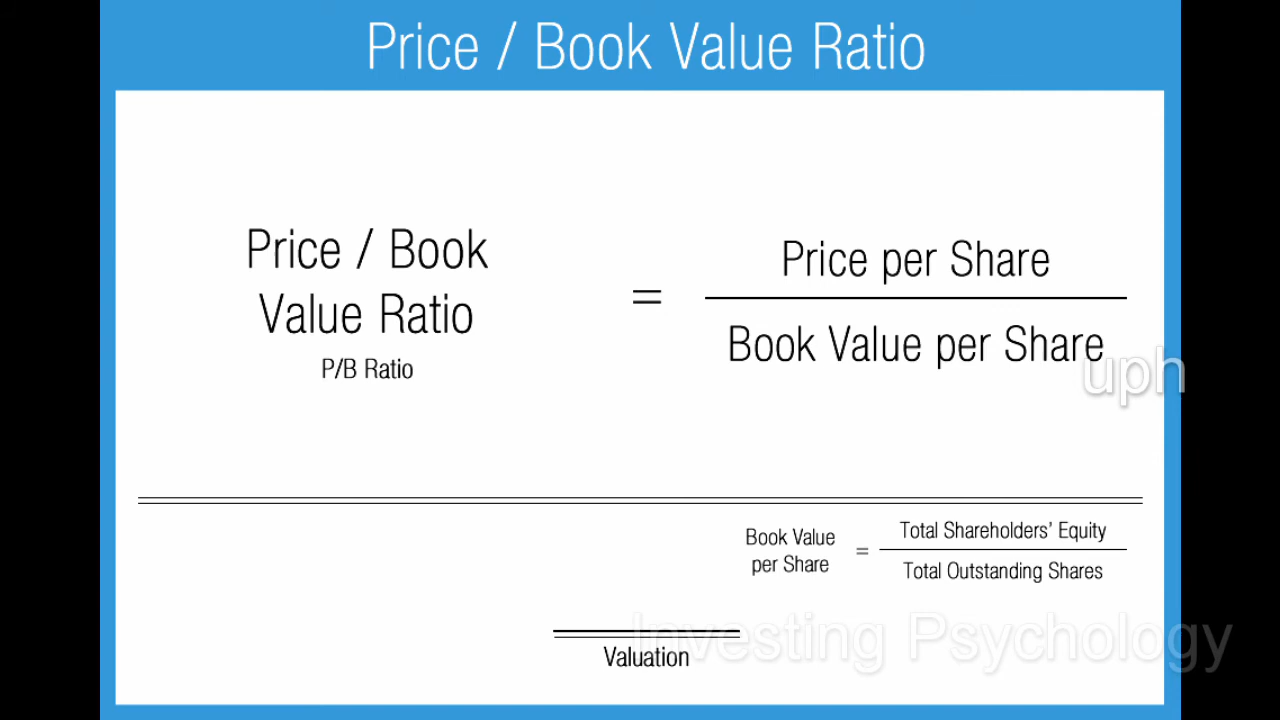 Price / Book Value Ratio
Price / Book
Value Ratio
P/B Ratio
=
Price per Share
Book Value per Share
uph
Book Value
per Share
=
Total Shareholders’ Equity
Total Outstanding Shares
Investing Psychology
Valuation